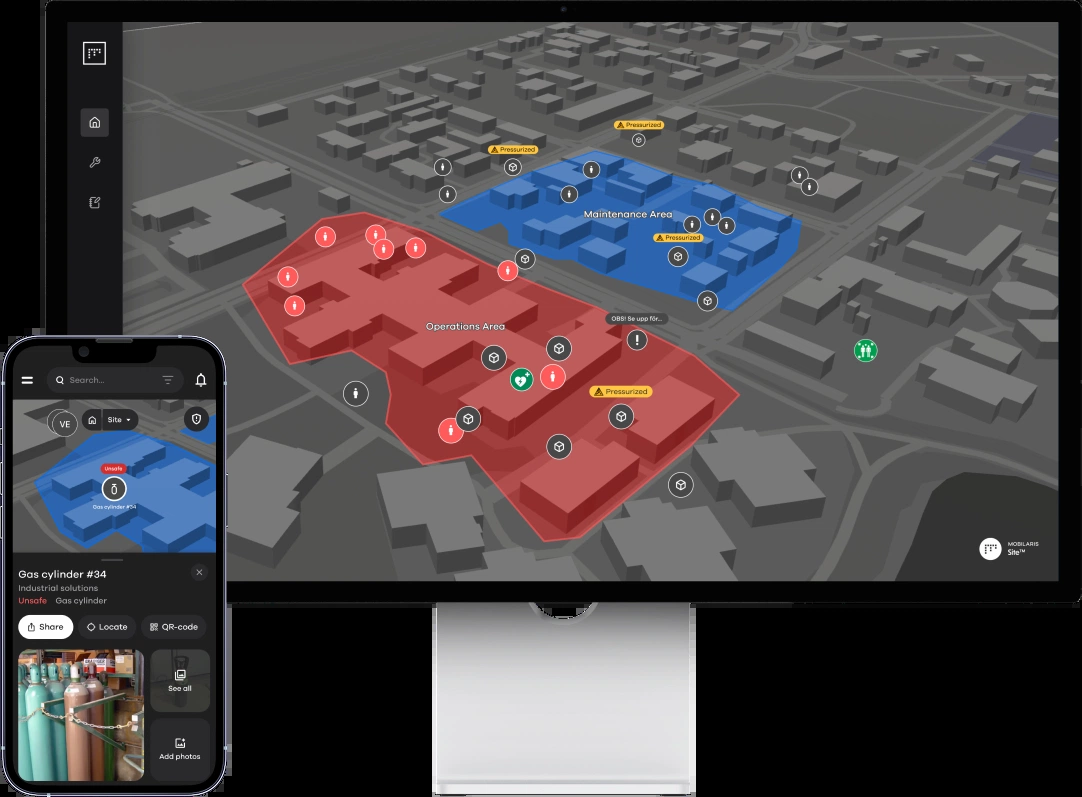 Pressurized
Pressurized
Maintenance Area
Pressurized
OBS! Se upp för...
Operations Area
Pressurized
MOBILARIS
Site™
Search...
VE
Site
Unsafe
Gas cylinder #34
Gas cylinder #34
Industrial solutions
Unsafe Gas cylinder
Share
Locate
QR-code
See all
Add photos